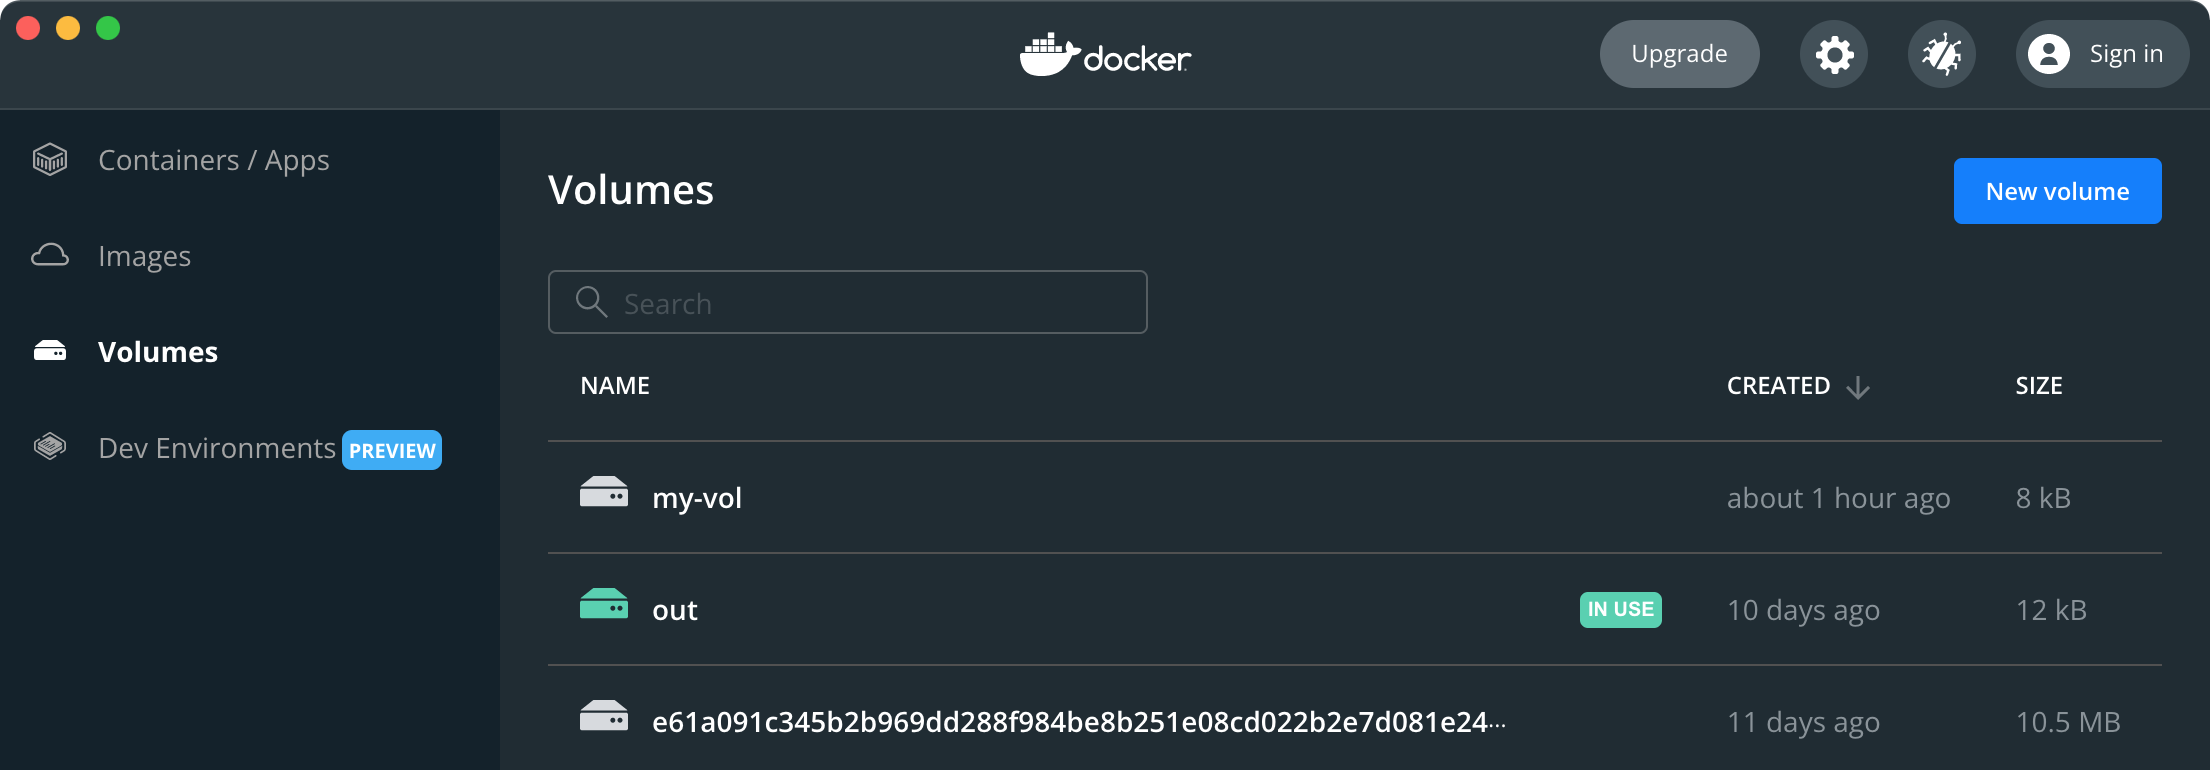 docker
Upgrade
Sign in
Containers / Apps
Images
Volumes
Dev Environments PREVIEW
Volumes
New volume
Search
NAME CREATED SIZE
my-vol about 1 hour ago 8 kB
out IN USE 10 days ago 12 kB
e61a091c345b2b969dd288f984be8b251e08cd022b2e7d081e24... 11 days ago 10.5 MB